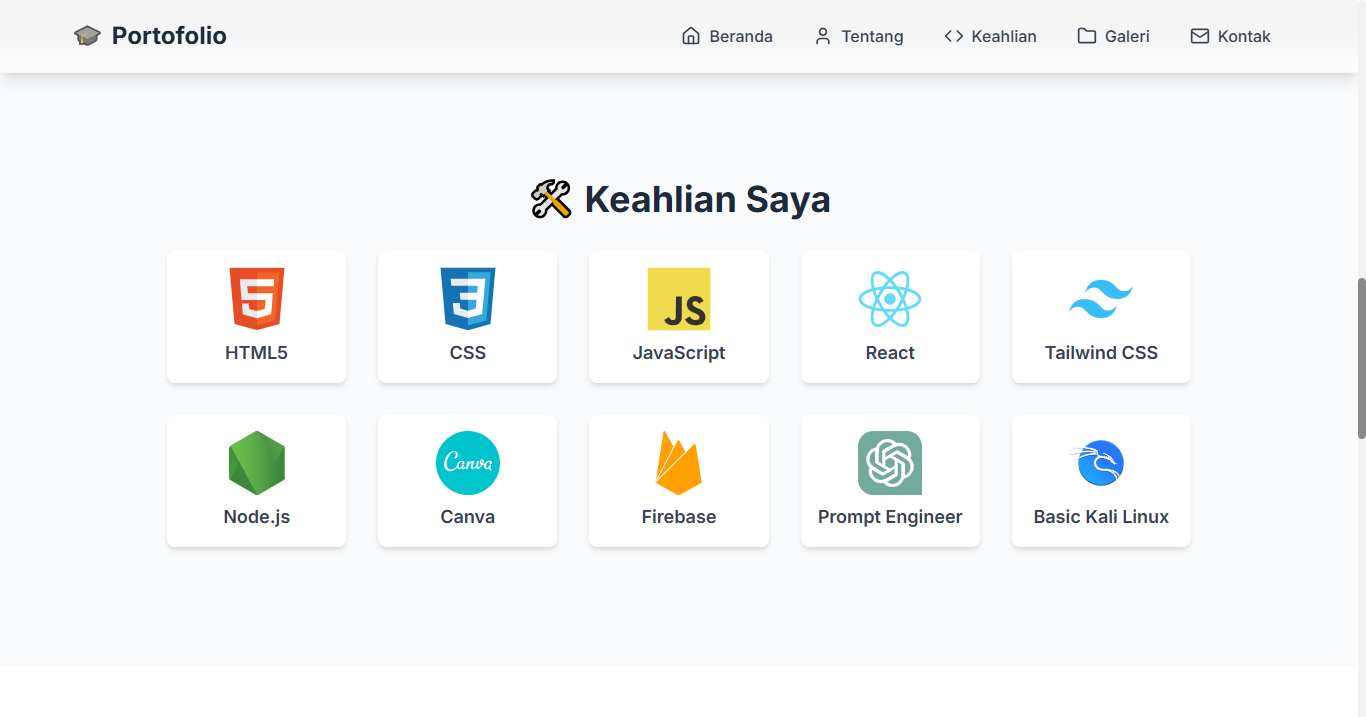 Portofolio
Beranda
Tentang
Keahlian
Galeri
Kontak
Keahlian Saya
5
3
JS
HTML5
CSS
JavaScript
React
Tailwind CSS
Canva
Node.js
Canva
Firebase
Prompt Engineer
Basic Kali Linux